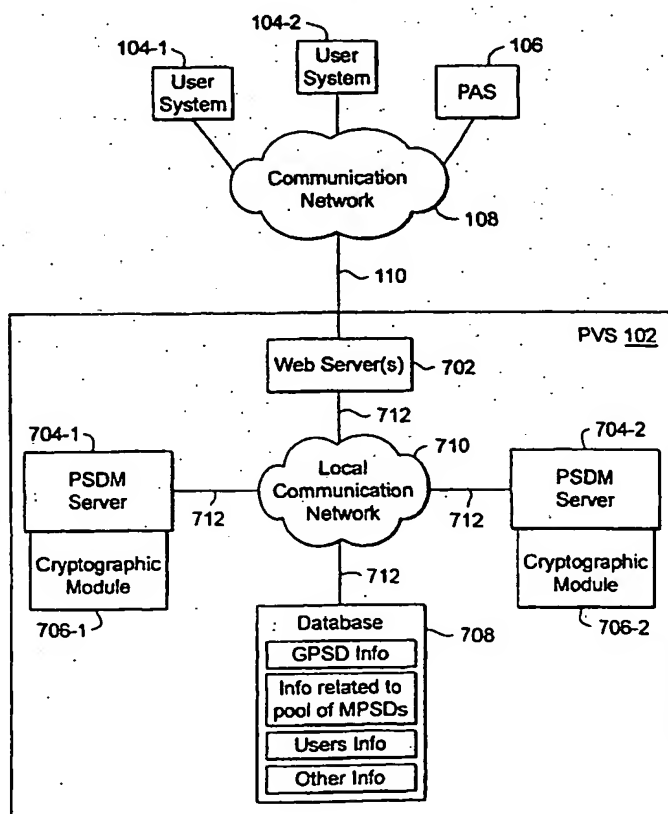 104-2
104-1
User
System
106
User
System
PAS
Communication
Network
108
110
PVS 102
Web Server(s)
702
712
704-1
710
704-2
PSDM
Server
Local
Communication
Network
PSDM
Server
712
712
Cryptographic
Module
712
Cryptographic
Module
706-1
Database
708
706-2
GPSD Info
Info related to
pool of MPSDs
Users Info
Other Info